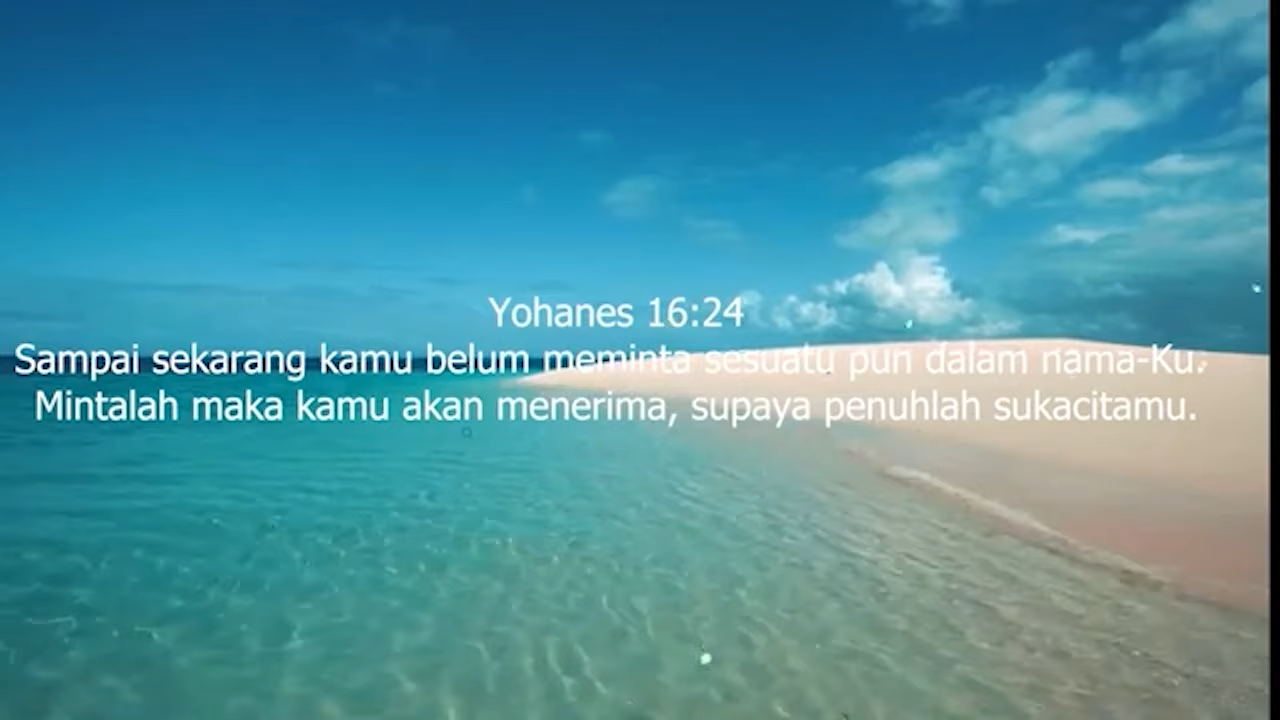 Yohanes 16:24
Sampai sekarang kamu belum meminta sesuatu pun dalam nama-Ku.
Mintalah maka kamu akan menerima, supaya penuhlah sukacitamu.